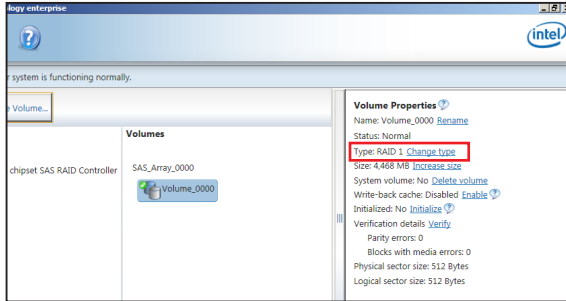 ology enterprise
intel
r system is functioning normally.
e Volume...
Volumes
chipset SAS RAID Controller
SAS_Array_0000
Volume_0000
Volume Properties
Name: Volume_0000 Rename
Status: Normal
Type: RAID 1 Change type
Size: 4,468 MB Increase size
System volume: No Delete volume
Write-back cache: Disabled Enable
Initialized: No Initialize
Verification details Verify
Parity errors: 0
Blocks with media errors: 0
Physical sector size: 512 Bytes
Logical sector size: 512 Bytes